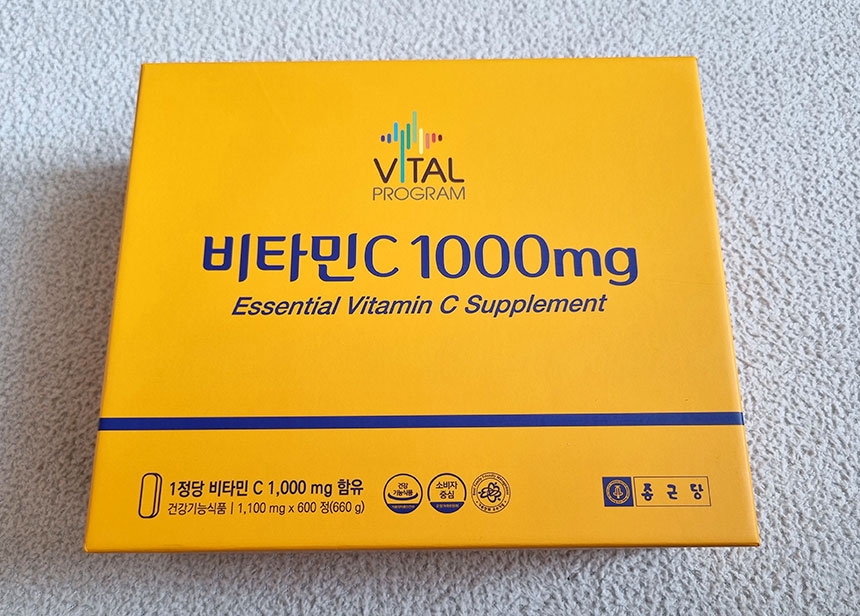 VITAL
PROGRAM
비타민C 1000mg
Essential Vitamin C Supplement
1정당 비타민 C 1,000 mg 함유
건강기능식품 | 1,100 mg x 600 정(660 g)
건강
기능식품
소비자
중심
종근당